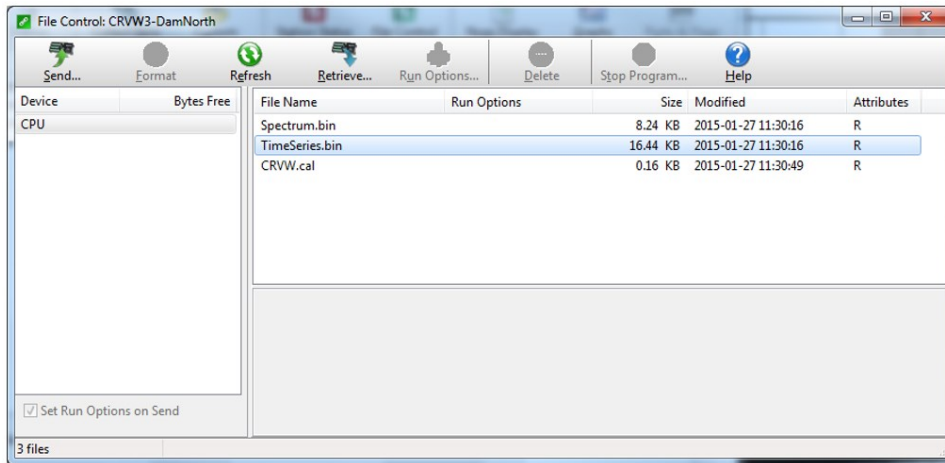 File Control: CRVW3-DamNorth
Send... Format Refresh Retrieve... Run Options... Delete Stop Program... Help
Device Bytes Free File Name Run Options Size Modified Attributes
CPU
Spectrum.bin 8.24 KB 2015-01-27 11:30:16 R
TimeSeries.bin 16.44 KB 2015-01-27 11:30:16 R
CRVW.cal 0.16 KB 2015-01-27 11:30:49 R
Set Run Options on Send
3 files